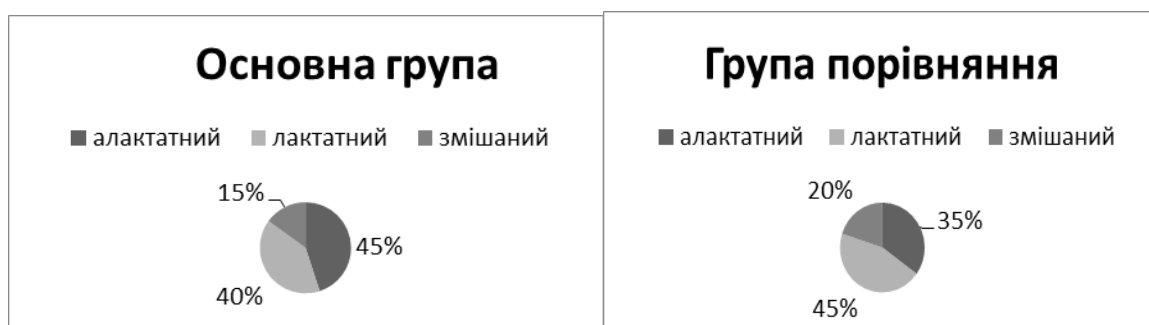 Основна група
алактатний лактатний змішаний
15%
45%
40%
Група порівняння
алактатний лактатний змішаний
20%
35%
45%